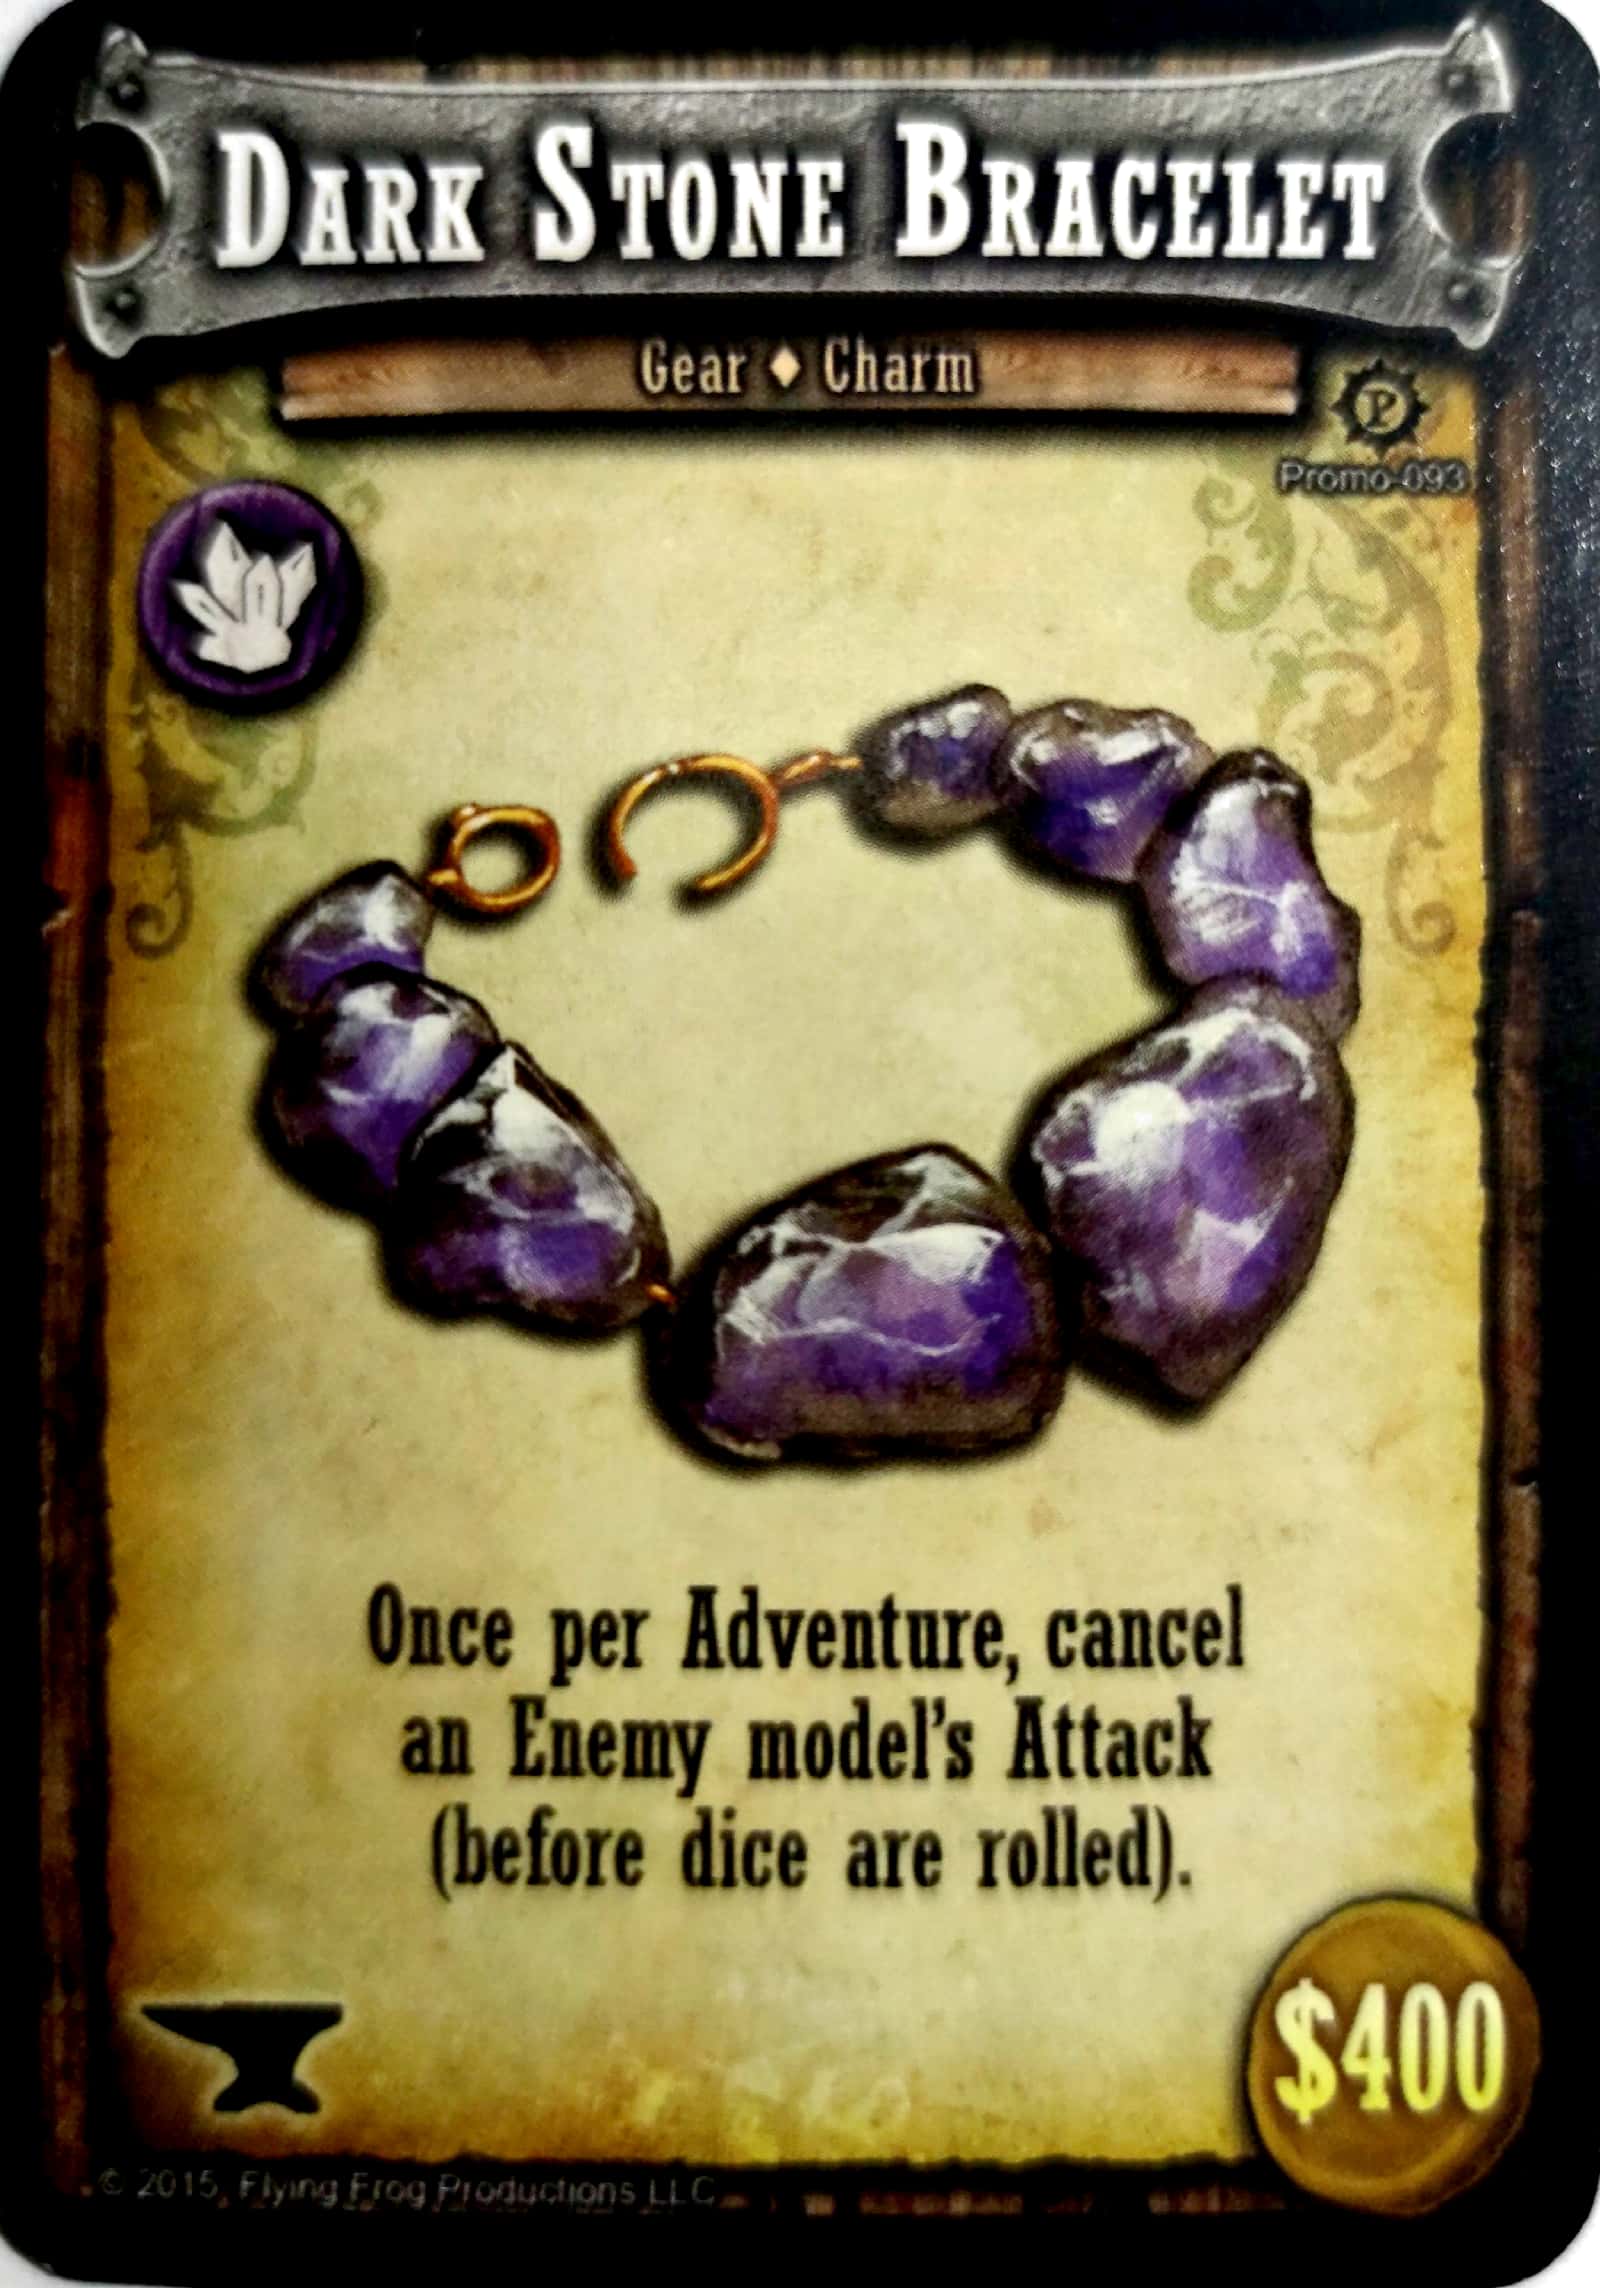 DARK STONE BRACELET
Gear ♦ Charm
P
Promo-093
Once per Adventure, cancel
an Enemy model's Attack
(before dice are rolled).
$400
© 2015, Flying Frog Productions LLC